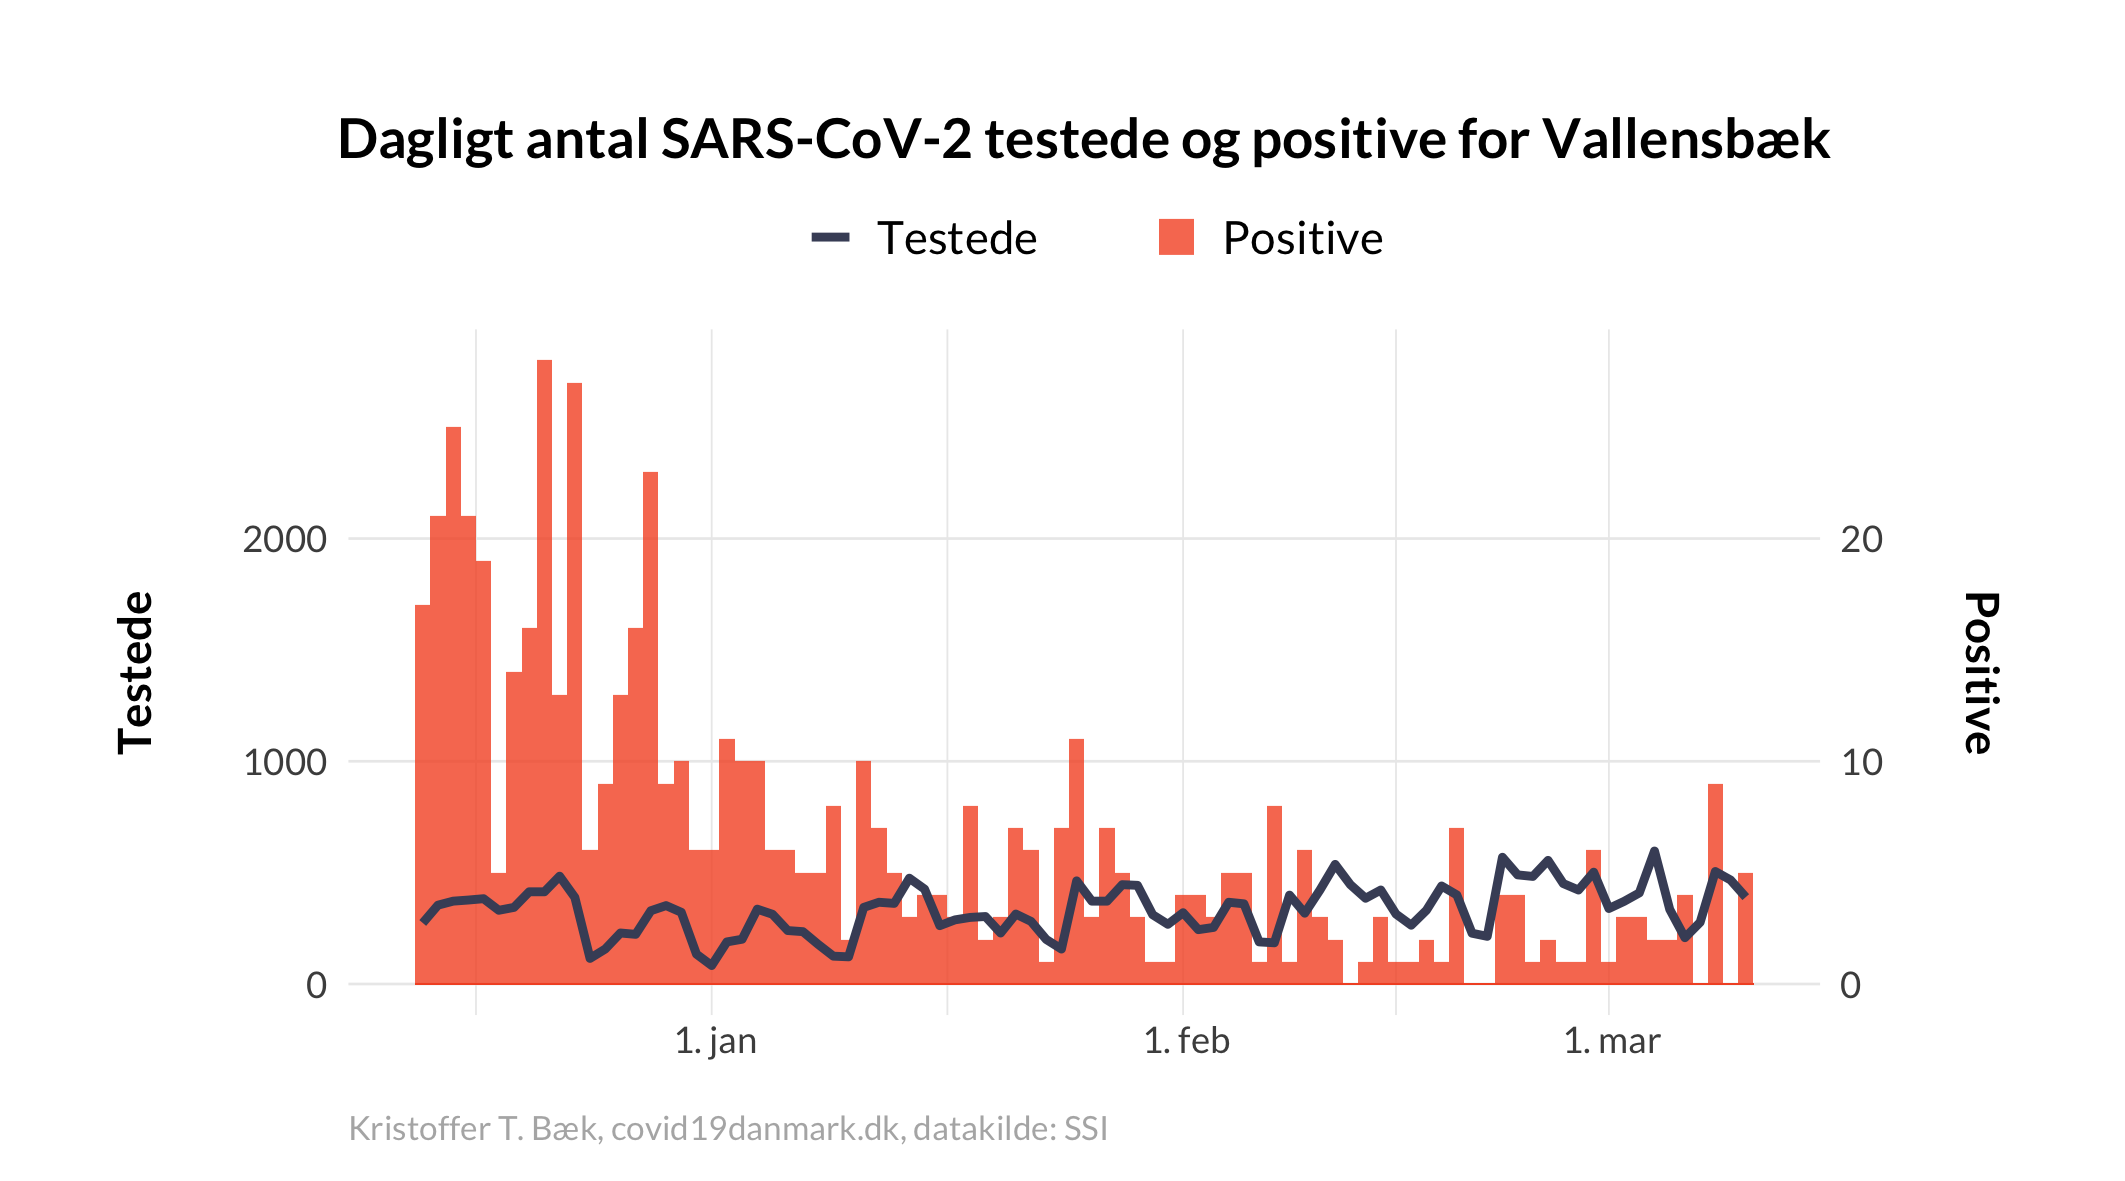 Dagligt antal SARS-CoV-2 testede og positive for Vallensbæk
Testede
Positive
2000
1000
0
Testede
20
10
0
Positive
1. jan
1. feb
1. mar
Kristoffer T. Bæk, covid19danmark.dk, datakilde: SSI